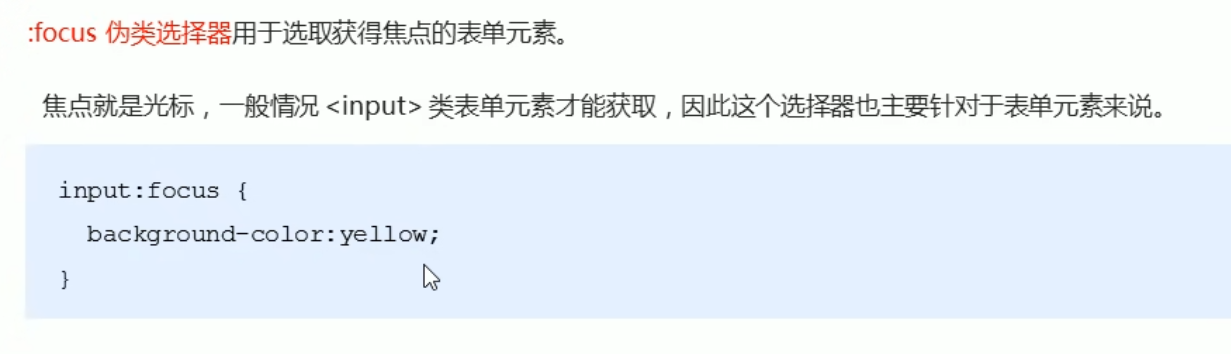 :focus 伪类选择器用于选取获得焦点的表单元素。
焦点就是光标，一般情况 <input> 类表单元素才能获取，因此这个选择器也主要针对于表单元素来说。
input:focus {
  background-color:yellow;
}